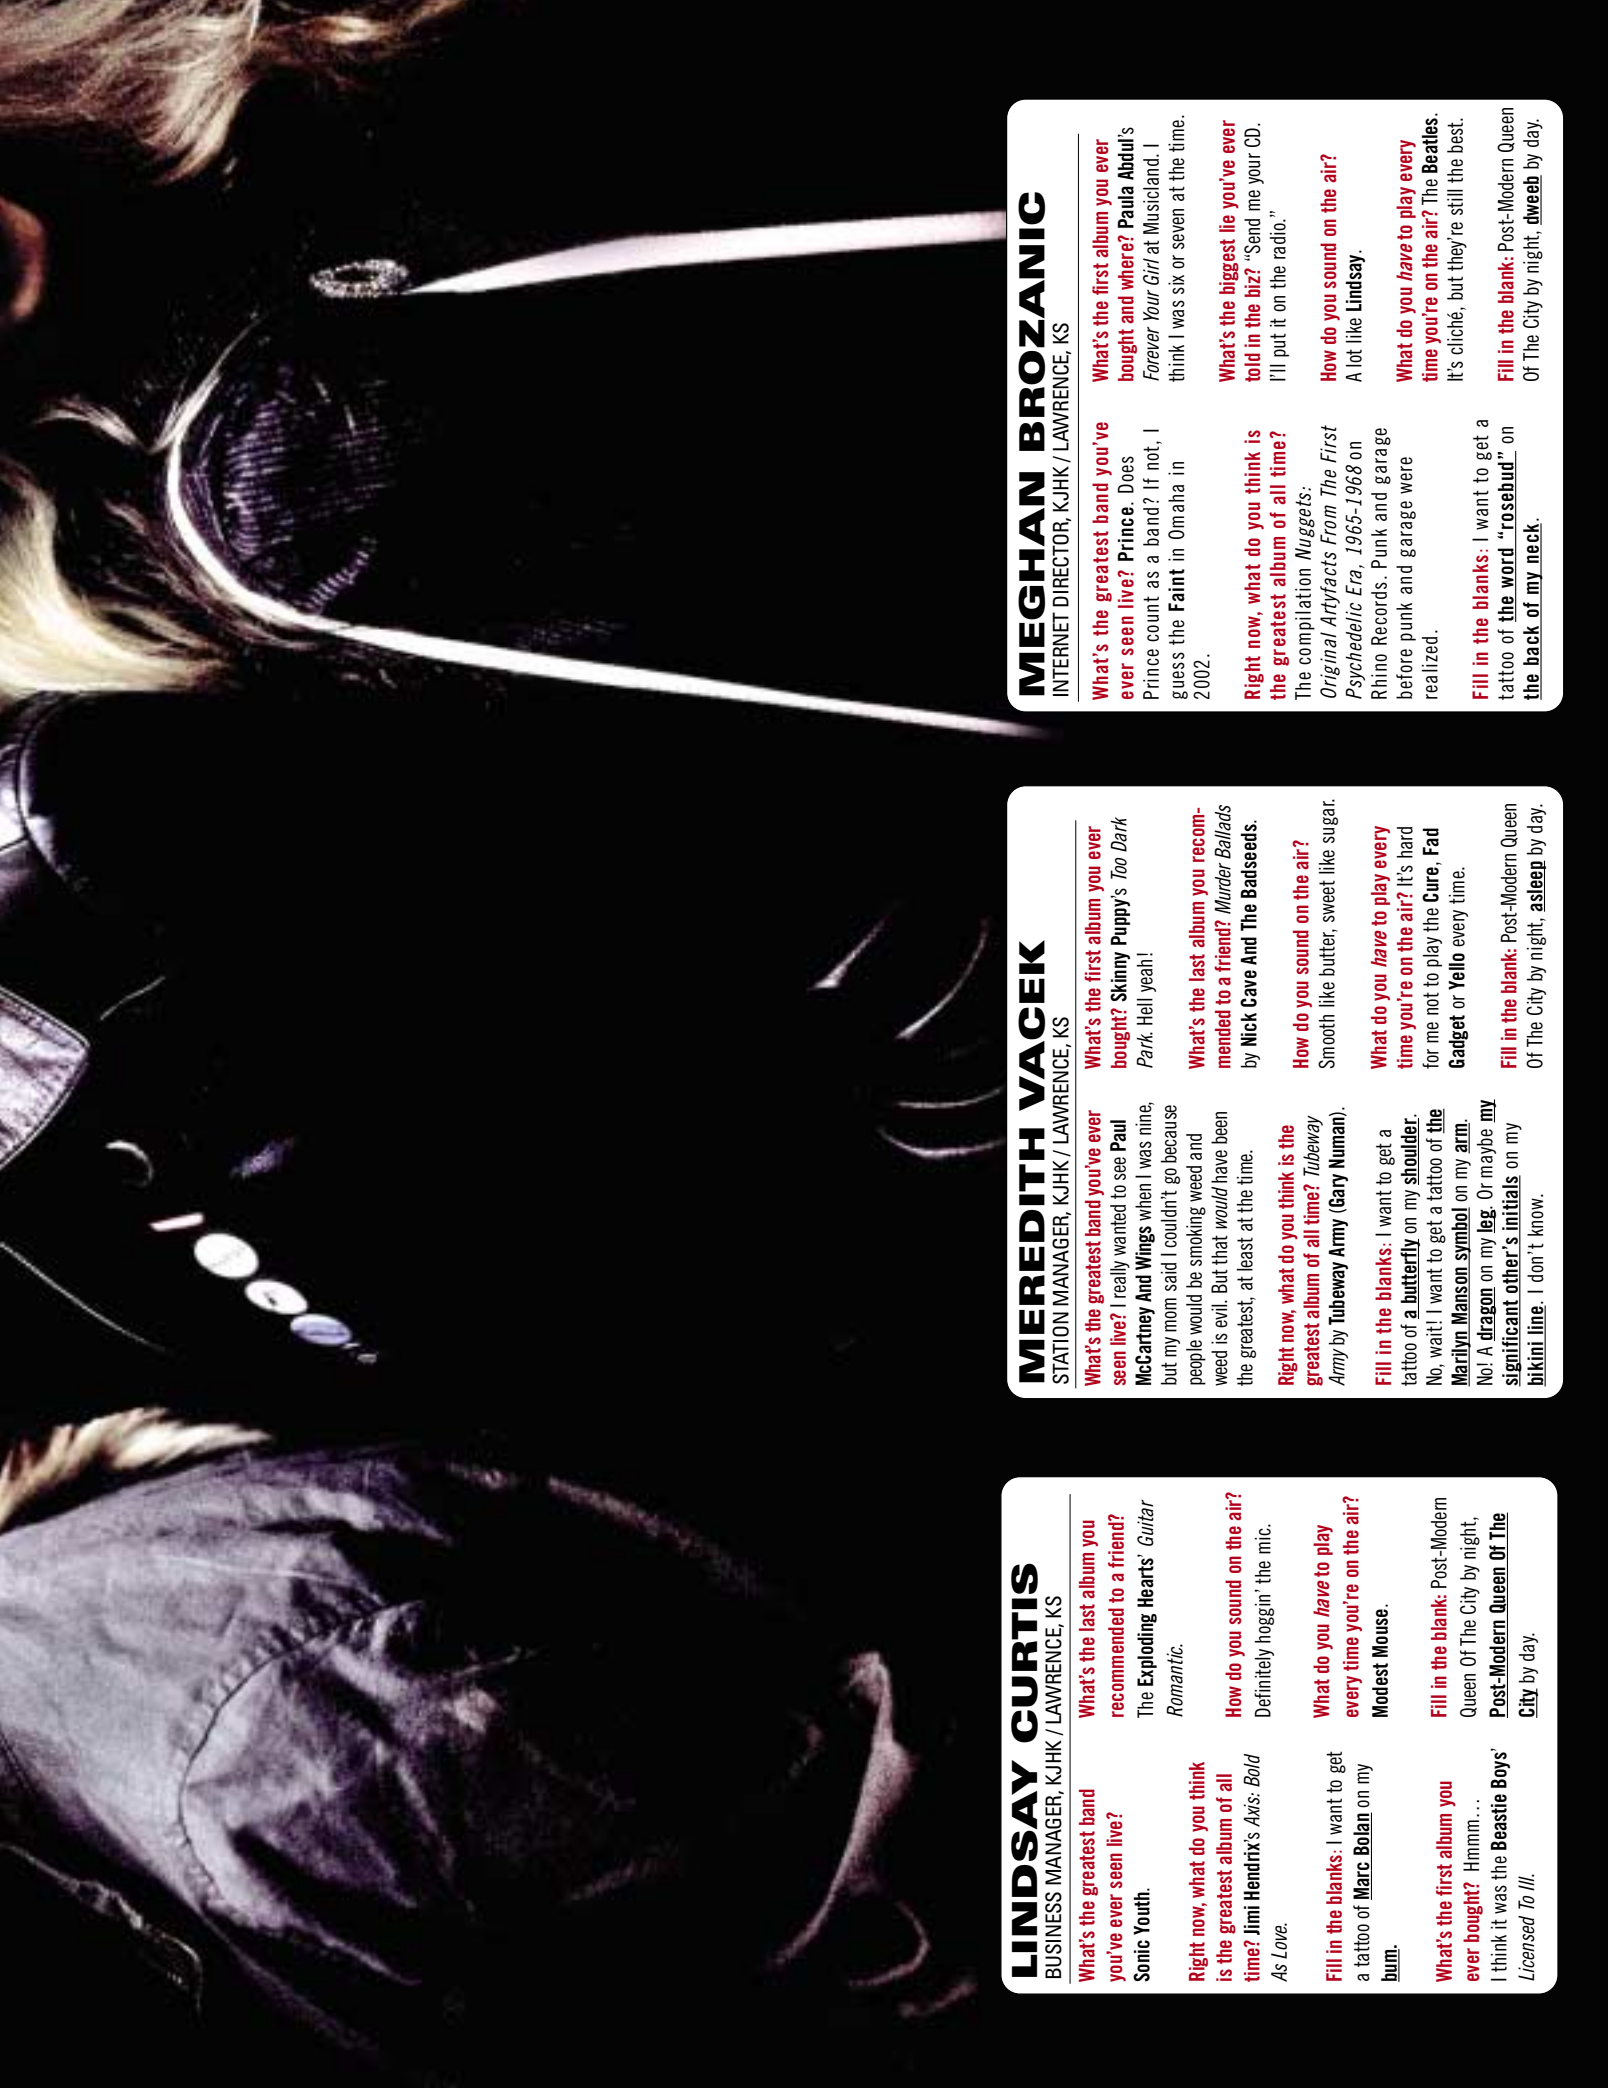 LINDSAY CURTIS
BUSINESS MANAGER, KJHK / LAWRENCE, KS
What's the greatest band
you've ever seen live?
Sonic Youth.
Right now, what do you think
is the greatest album of all
time? Jimi Hendrix's Axis: Bold
As Love.
Fill in the blanks: I want to get
a tattoo of Marc Bolan on my
bum.
What's the first album you
ever bought? Hmmm...
I think it was the Beastie Boys'
Licensed To Ill.
What's the last album you
recommended to a friend?
The Exploding Hearts' Guitar
Romantic.
How do you sound on the air?
Definitely hoggin' the mic.
What do you have to play
every time you're on the air?
Modest Mouse.
Fill in the blank: Post-Modern
Queen Of The City by night,
Post-Modern Queen Of The
City by day.
MEREDITH VACEK
STATION MANAGER, KJHK / LAWRENCE, KS
What's the greatest band you've ever
seen live? I really wanted to see Paul
McCartney And Wings when I was nine,
but my mom said I couldn't go because
people would be smoking weed and
weed is evil. But that would have been
the greatest, at least at the time.
Right now, what do you think is the
greatest album of all time? Tubeway
Army by Tubeway Army (Gary Numan).
Fill in the blanks: I want to get a
tattoo of a butterfly on my shoulder.
No, wait! I want to get a tattoo of the
Marilyn Manson symbol on my arm.
No! A dragon on my leg. Or maybe my
significant other's initials on my
bikini line. I don't know.
What's the first album you ever
bought? Skinny Puppy's Too Dark
Park. Hell yeah!
What's the last album you recom-
mended to a friend? Murder Ballads
by Nick Cave And The Badseeds.
How do you sound on the air?
Smooth like butter, sweet like sugar.
What do you have to play every
time you're on the air? It's hard
for me not to play the Cure, Fad
Gadget or Yello every time.
Fill in the blank: Post-Modern Queen
Of The City by night, asleep by day.
MEGHAN BROZANIC
INTERNET DIRECTOR, KJHK / LAWRENCE, KS
What's the greatest band you've
ever seen live? Prince. Does
Prince count as a band? If not, I
guess the Faint in Omaha in
2002.
Right now, what do you think is
the greatest album of all time?
The compilation Nuggets:
Original Artyfacts From The First
Psychedelic Era, 1965-1968 on
Rhino Records. Punk and garage
before punk and garage were
realized.
Fill in the blanks: I want to get a
tattoo of the word "rosebud" on
the back of my neck.
What's the first album you ever
bought and where? Paula Abdul's
Forever Your Girl at Musicland. I
think I was six or seven at the time.
What's the biggest lie you've ever
told in the biz? "Send me your CD.
I'll put it on the radio."
How do you sound on the air?
A lot like Lindsay.
What do you have to play every
time you're on the air? The Beatles.
It's cliché, but they're still the best.
Fill in the blank: Post-Modern Queen
Of The City by night, dweeb by day.